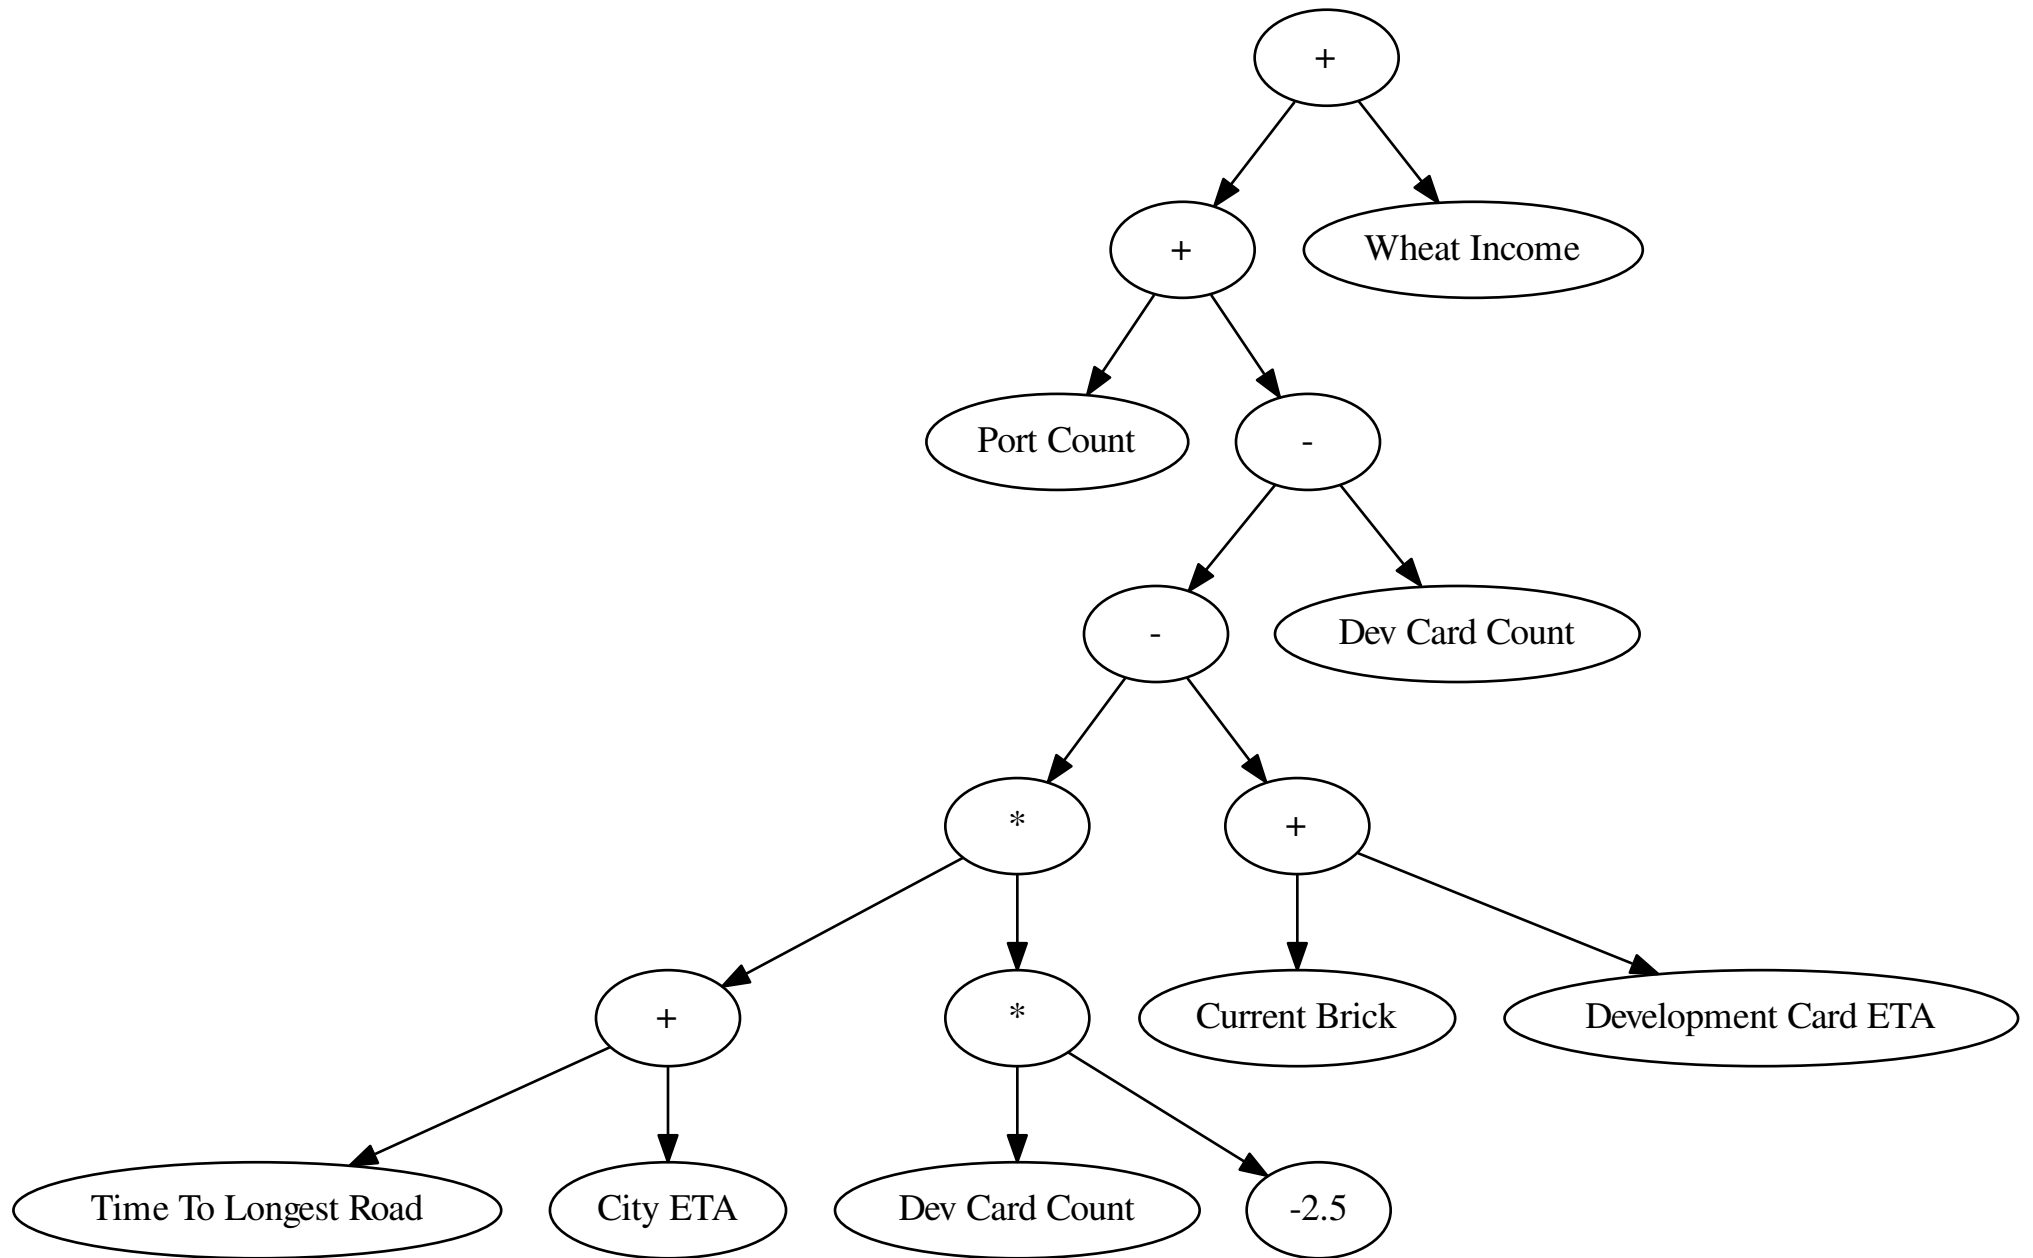 +
+
Wheat Income
Port Count
-
-
Dev Card Count
*
+
+
*
Current Brick
Development Card ETA
Time To Longest Road
City ETA
Dev Card Count
-2.5